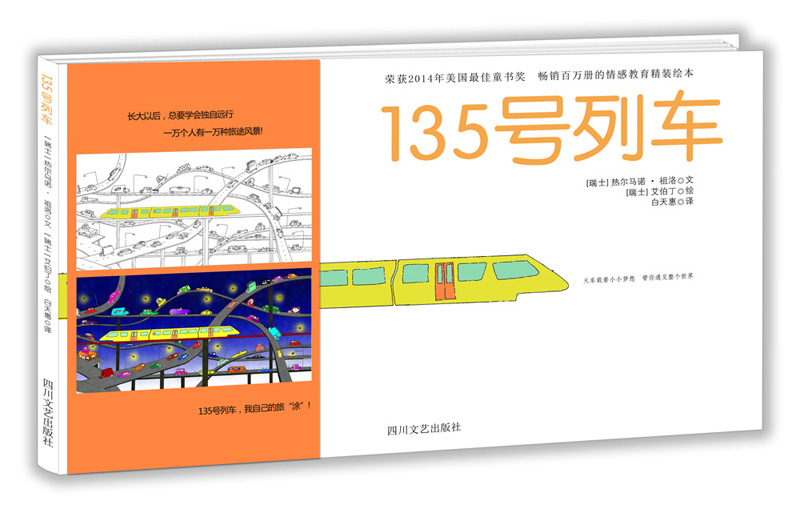 135号列车
[瑞士]热尔马诺·祖洛◎文 [瑞士]艾伯丁◎绘 白天惠◎译
四川文艺出版社
长大以后，总要学会独自远行
一万个人有一万种旅途风景!
135号列车，我自己的旅“涂”!
荣获2014年美国最佳童书奖 畅销百万册的情感教育精装绘本
135号列车
[瑞士] 热尔马诺·祖洛◎文
[瑞士] 艾伯丁◎绘
白天惠◎译
火车载着小小梦想 带你遇见整个世界
四川文艺出版社